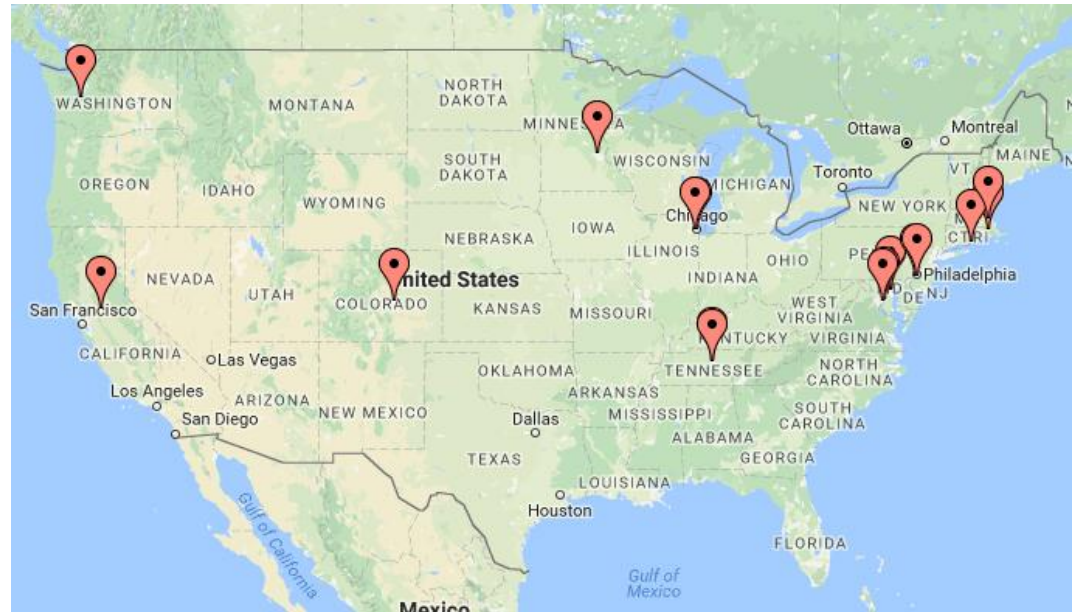 WASHINGTON
MONTANA
NORTH
DAKOTA
Ottawa
Montreal
MAINE
VT
WISCONSIN
MICHIGAN
Toronto
OREGON
IDAHO
SOUTH
DAKOTA
WYOMING
NEW YORK
Chicago
IOWA
NEBRASKA
ILLINOIS
OHIO
CT RI
NEVADA
UTAH
COLORADO
United States
KANSAS
INDIANA
Philadelphia
DE
NJ
San Francisco
MISSOURI
WEST
VIRGINIA
KENTUCKY
VIRGINIA
CALIFORNIA
Las Vegas
OKLAHOMA
TENNESSEE
NORTH
CAROLINA
Los Angeles
ARIZONA
NEW MEXICO
ARKANSAS
San Diego
Dallas
MISSISSIPPI
SOUTH
CAROLINA
ALABAMA
TEXAS
GEORGIA
LOUISIANA
Houston
Gulf of California
FLORIDA
Gulf of
Mexico
Mexico